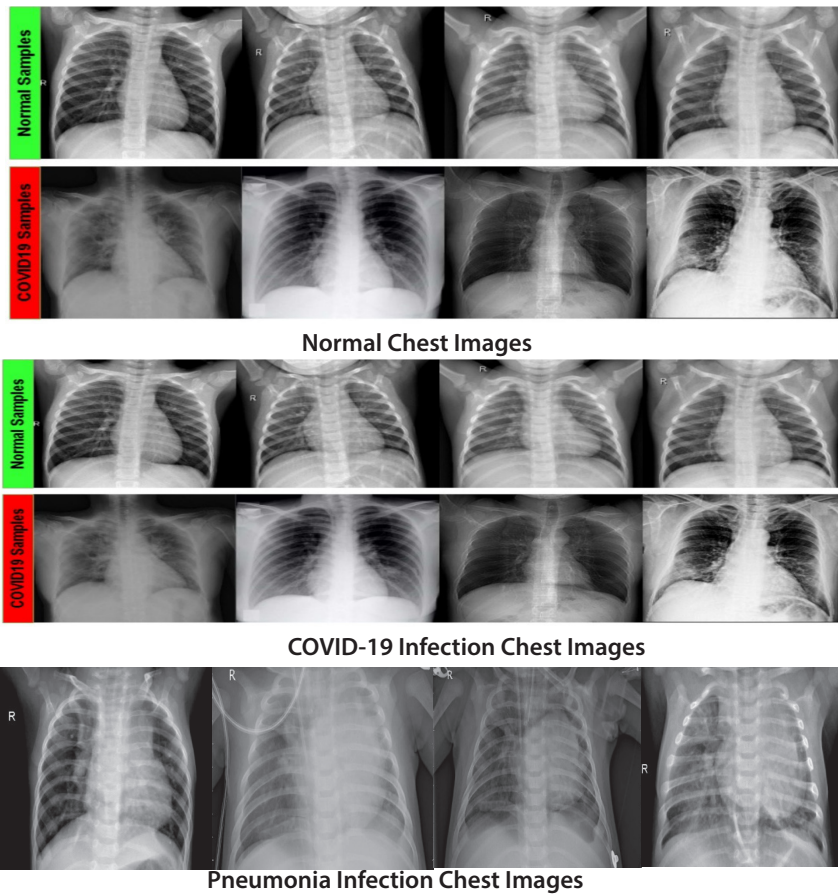 Normal Samples
R
R
R
R
COVID19 Samples
Normal Chest Images
Normal Samples
R
R
R
R
COVID19 Samples
COVID-19 Infection Chest Images
R
R
R
R
Pneumonia Infection Chest Images